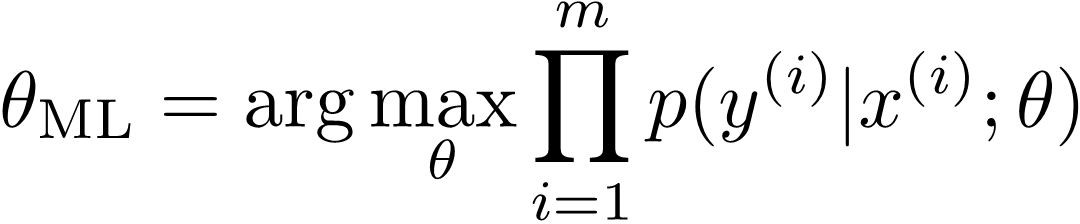 θ_ML = arg max_θ ∏_{i=1}^{m} p(y^{(i)}|x^{(i)}; θ)